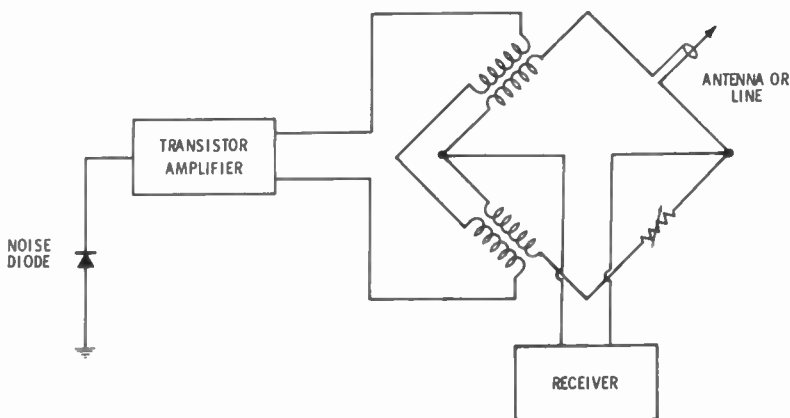 ANTENNA OR
LINE
TRANSISTOR
AMPLIFIER
NOISE
DIODE
RECEIVER